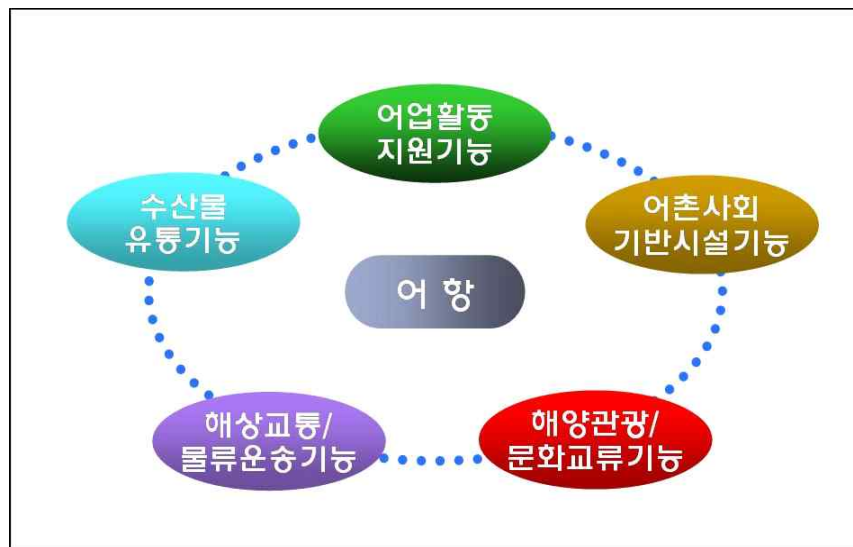 어업활동
지원기능
수산물
유통기능
어촌사회
기반시설기능
어 항
해상교통/
물류운송기능
해양관광/
문화교류기능